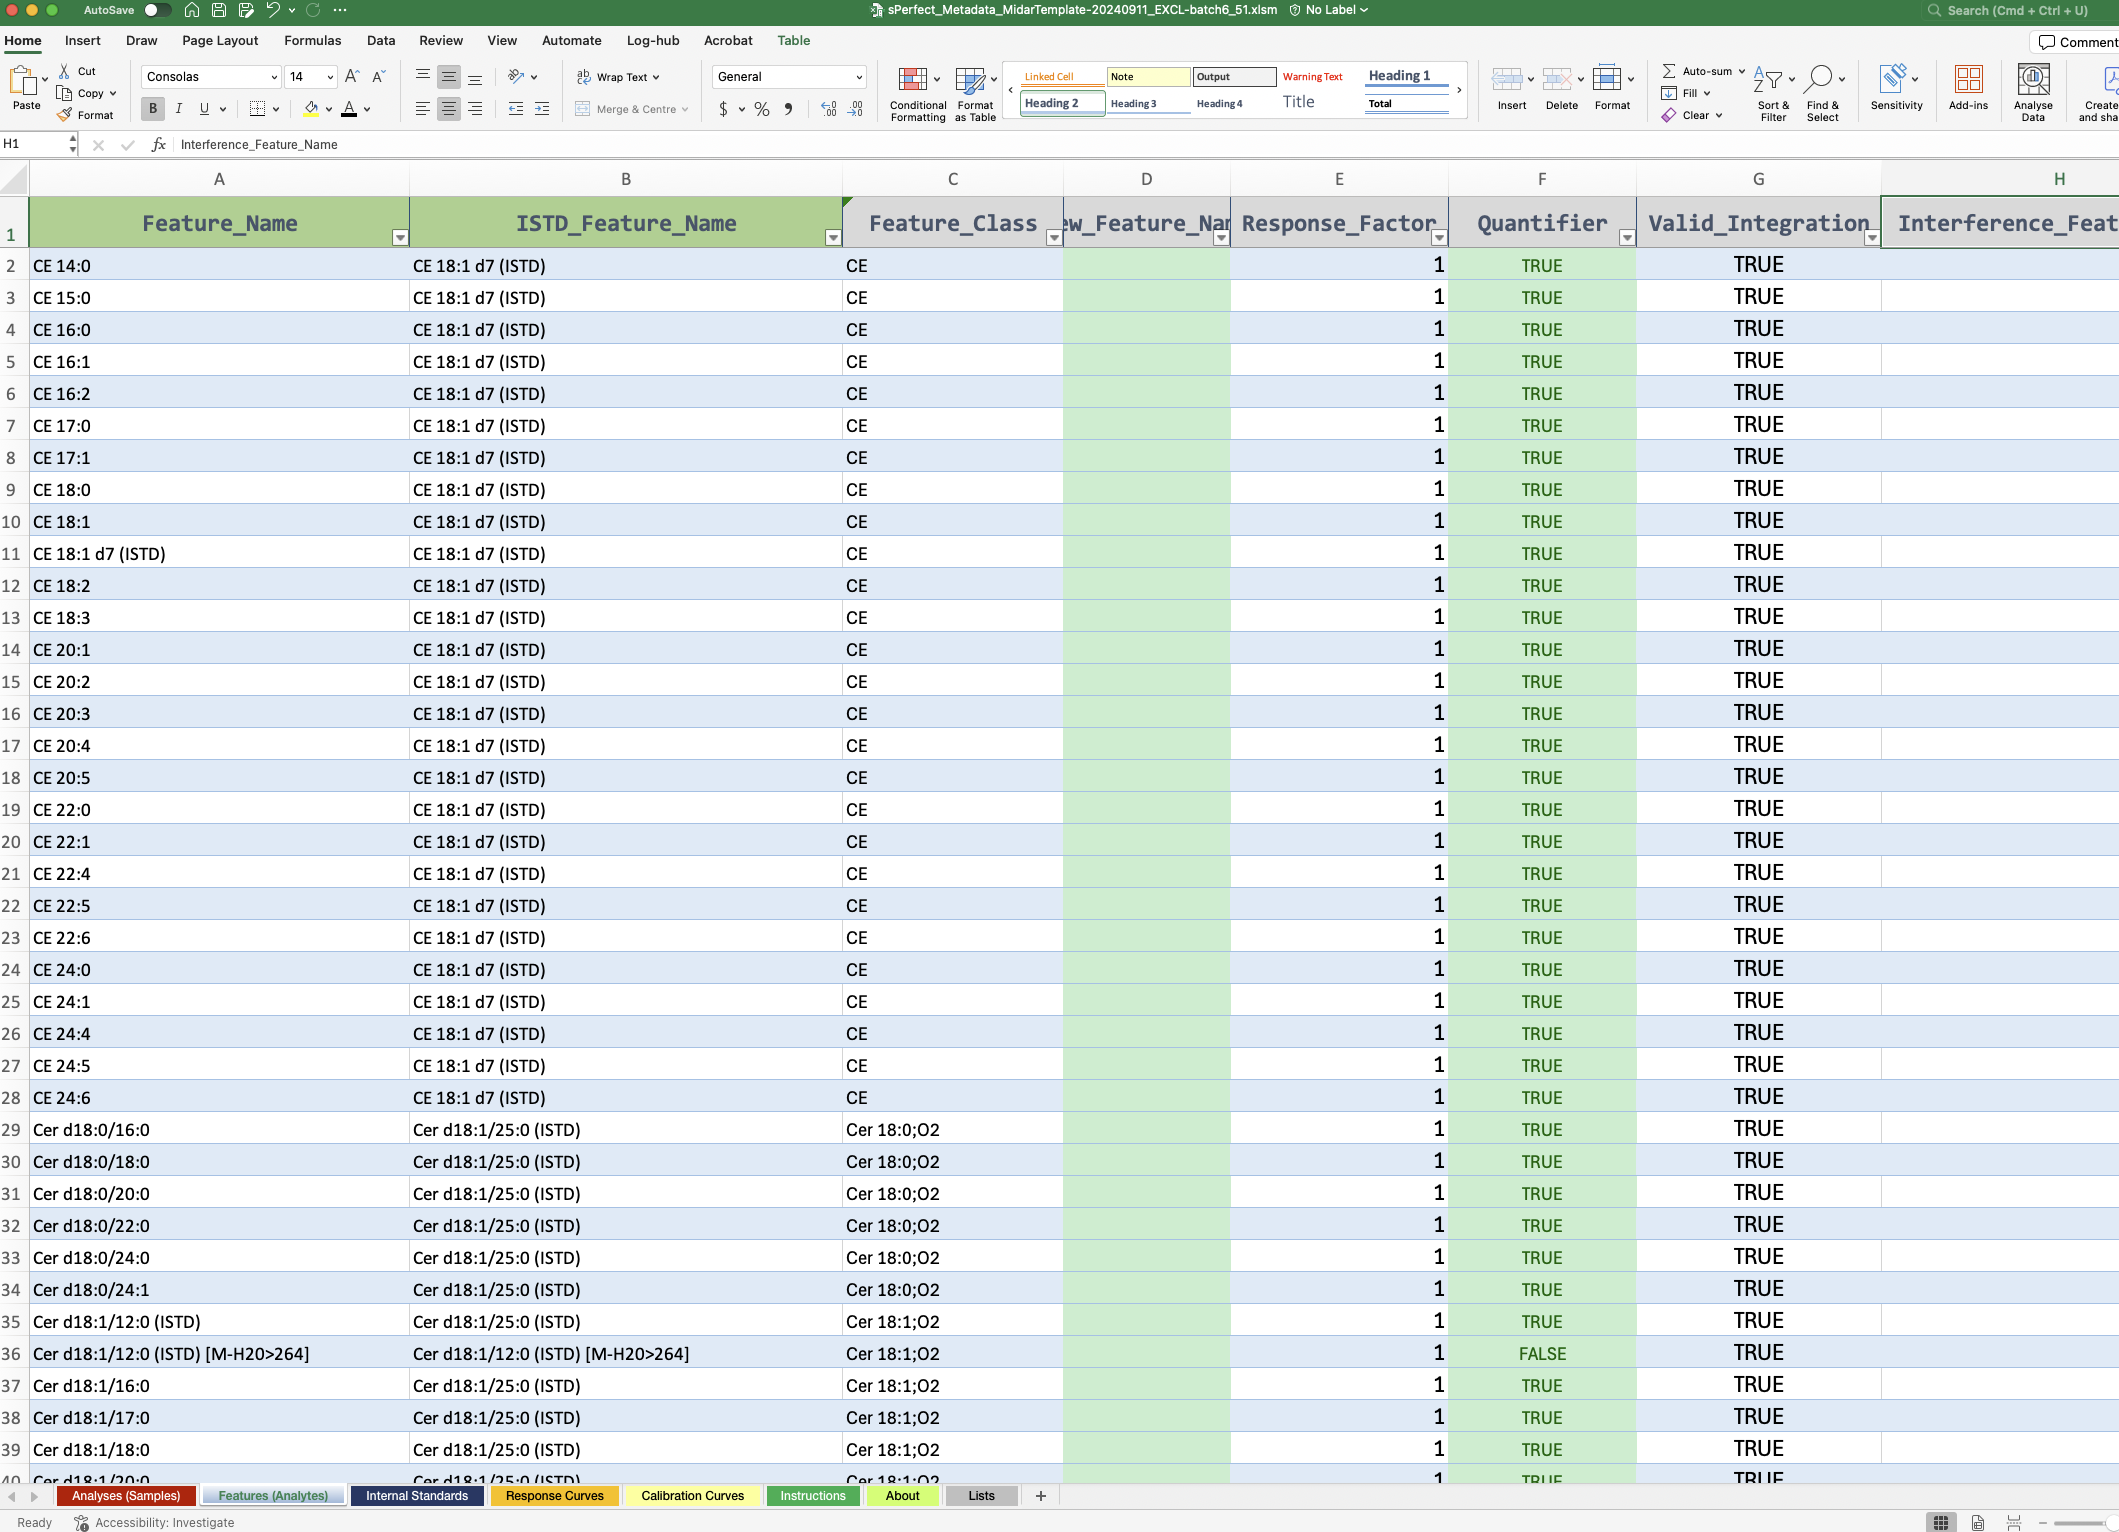 AutoSave
sPerfect_Metadata_MidarTemplate-20240911_EXCL-batch6_51.xlsm No Label
Search (Cmd + Ctrl + U)
Home Insert Draw Page Layout Formulas Data Review View Automate Log-hub Acrobat Table
Comment
Paste Cut Copy Format
Consolas 14 B I U
Wrap Text Merge & Centre
General
Conditional Formatting Format as Table
Linked Cell Note Output Warning Text Heading 1
Heading 2 Heading 3 Heading 4 Title Total
Insert Delete Format
Auto-sum Fill Clear
Sort & Filter Find & Select Sensitivity Add-ins Analyse Data Create and sha
H1 fx Interference_Feature_Name
A B C D E F G H
1 Feature_Name ISTD_Feature_Name Feature_Class ew_Feature_Nar Response_Factor Quantifier Valid_Integration Interference_Feat
2 CE 14:0 CE 18:1 d7 (ISTD) CE 1 TRUE TRUE
3 CE 15:0 CE 18:1 d7 (ISTD) CE 1 TRUE TRUE
4 CE 16:0 CE 18:1 d7 (ISTD) CE 1 TRUE TRUE
5 CE 16:1 CE 18:1 d7 (ISTD) CE 1 TRUE TRUE
6 CE 16:2 CE 18:1 d7 (ISTD) CE 1 TRUE TRUE
7 CE 17:0 CE 18:1 d7 (ISTD) CE 1 TRUE TRUE
8 CE 17:1 CE 18:1 d7 (ISTD) CE 1 TRUE TRUE
9 CE 18:0 CE 18:1 d7 (ISTD) CE 1 TRUE TRUE
10 CE 18:1 CE 18:1 d7 (ISTD) CE 1 TRUE TRUE
11 CE 18:1 d7 (ISTD) CE 18:1 d7 (ISTD) CE 1 TRUE TRUE
12 CE 18:2 CE 18:1 d7 (ISTD) CE 1 TRUE TRUE
13 CE 18:3 CE 18:1 d7 (ISTD) CE 1 TRUE TRUE
14 CE 20:1 CE 18:1 d7 (ISTD) CE 1 TRUE TRUE
15 CE 20:2 CE 18:1 d7 (ISTD) CE 1 TRUE TRUE
16 CE 20:3 CE 18:1 d7 (ISTD) CE 1 TRUE TRUE
17 CE 20:4 CE 18:1 d7 (ISTD) CE 1 TRUE TRUE
18 CE 20:5 CE 18:1 d7 (ISTD) CE 1 TRUE TRUE
19 CE 22:0 CE 18:1 d7 (ISTD) CE 1 TRUE TRUE
20 CE 22:1 CE 18:1 d7 (ISTD) CE 1 TRUE TRUE
21 CE 22:4 CE 18:1 d7 (ISTD) CE 1 TRUE TRUE
22 CE 22:5 CE 18:1 d7 (ISTD) CE 1 TRUE TRUE
23 CE 22:6 CE 18:1 d7 (ISTD) CE 1 TRUE TRUE
24 CE 24:0 CE 18:1 d7 (ISTD) CE 1 TRUE TRUE
25 CE 24:1 CE 18:1 d7 (ISTD) CE 1 TRUE TRUE
26 CE 24:4 CE 18:1 d7 (ISTD) CE 1 TRUE TRUE
27 CE 24:5 CE 18:1 d7 (ISTD) CE 1 TRUE TRUE
28 CE 24:6 CE 18:1 d7 (ISTD) CE 1 TRUE TRUE
29 Cer d18:0/16:0 Cer d18:1/25:0 (ISTD) Cer 18:0;O2 1 TRUE TRUE
30 Cer d18:0/18:0 Cer d18:1/25:0 (ISTD) Cer 18:0;O2 1 TRUE TRUE
31 Cer d18:0/20:0 Cer d18:1/25:0 (ISTD) Cer 18:0;O2 1 TRUE TRUE
32 Cer d18:0/22:0 Cer d18:1/25:0 (ISTD) Cer 18:0;O2 1 TRUE TRUE
33 Cer d18:0/24:0 Cer d18:1/25:0 (ISTD) Cer 18:0;O2 1 TRUE TRUE
34 Cer d18:0/24:1 Cer d18:1/25:0 (ISTD) Cer 18:0;O2 1 TRUE TRUE
35 Cer d18:1/12:0 (ISTD) Cer d18:1/25:0 (ISTD) Cer 18:1;O2 1 TRUE TRUE
36 Cer d18:1/12:0 (ISTD) [M-H20>264] Cer d18:1/12:0 (ISTD) [M-H20>264] Cer 18:1;O2 1 FALSE TRUE
37 Cer d18:1/16:0 Cer d18:1/25:0 (ISTD) Cer 18:1;O2 1 TRUE TRUE
38 Cer d18:1/17:0 Cer d18:1/25:0 (ISTD) Cer 18:1;O2 1 TRUE TRUE
39 Cer d18:1/18:0 Cer d18:1/25:0 (ISTD) Cer 18:1;O2 1 TRUE TRUE
40 Cer d18:1/20:0 Cer d18:1/25:0 (ISTD) Cer 18:1;O2 1 TRUE TRUE
Analyses (Samples) Features (Analytes) Internal Standards Response Curves Calibration Curves Instructions About Lists +
Ready Accessibility: Investigate